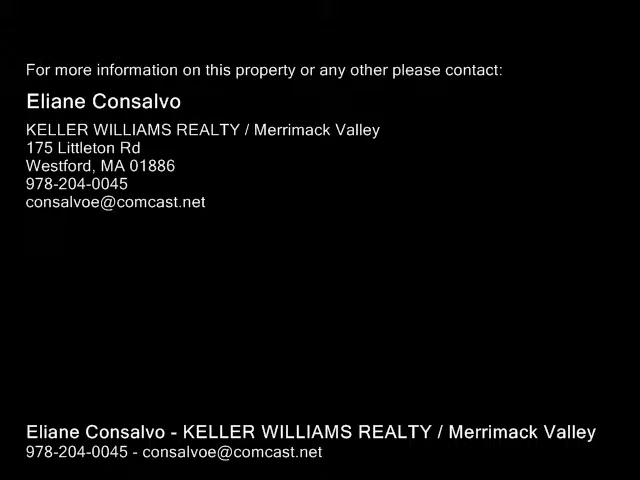 For more information on this property or any other please contact:
Eliane Consalvo
KELLER WILLIAMS REALTY / Merrimack Valley
175 Littleton Rd
Westford, MA 01886
978-204-0045
consalvoe@comcast.net
Eliane Consalvo - KELLER WILLIAMS REALTY / Merrimack Valley
978-204-0045 - consalvoe@comcast.net